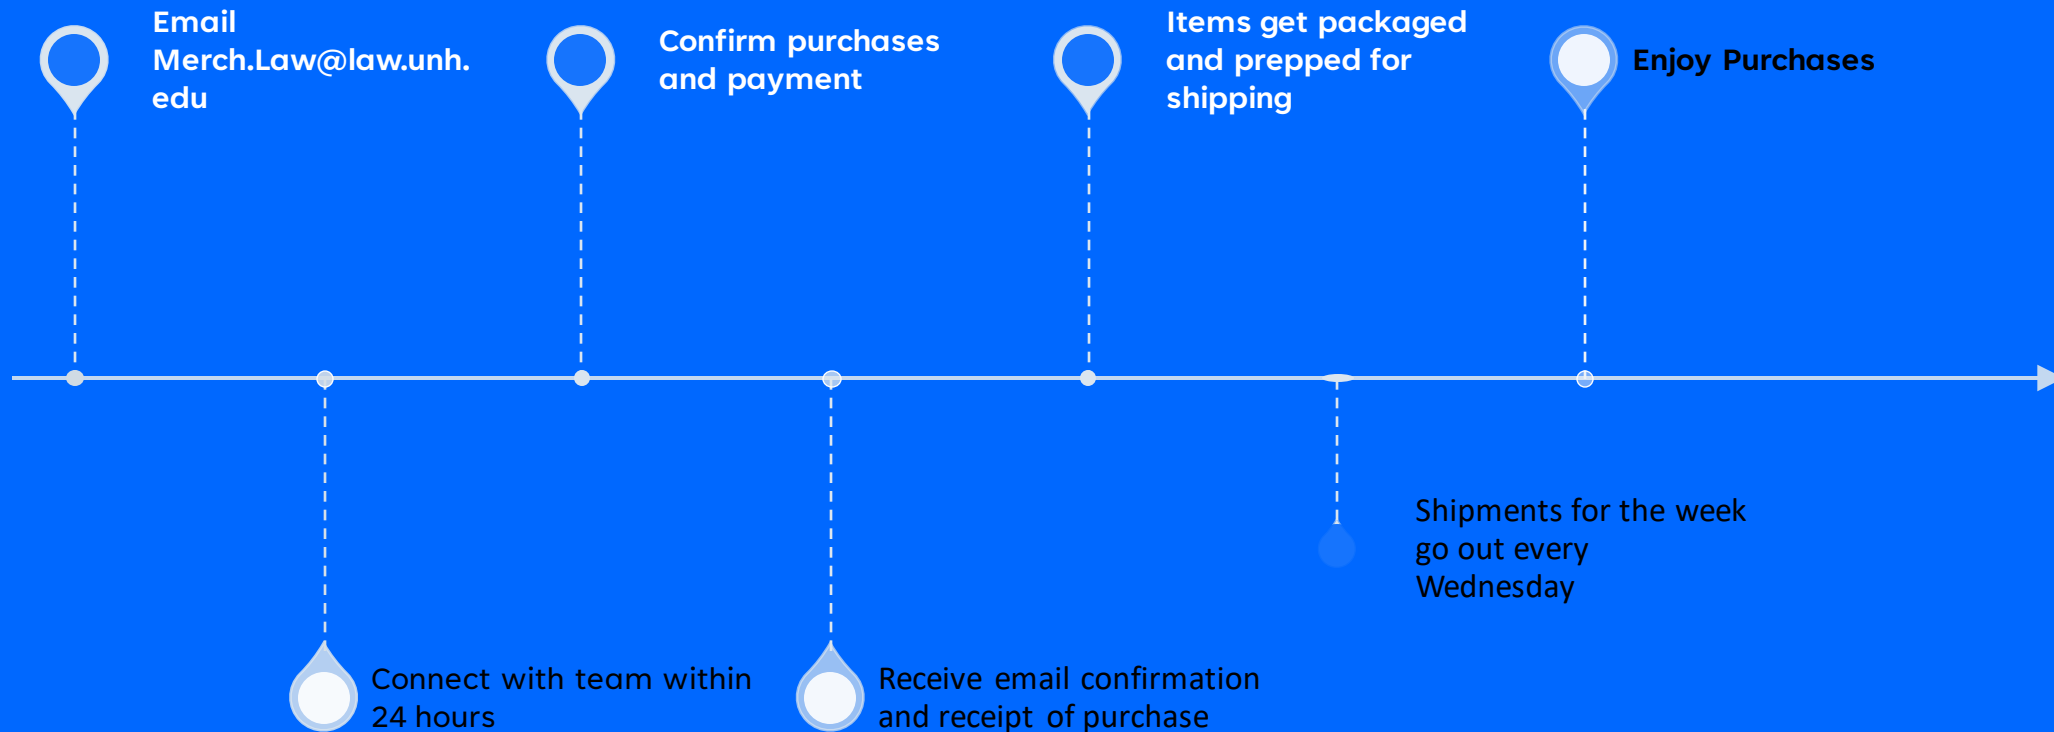 Email
Merch.Law@law.unh.
edu
Confirm purchases
and payment
Items get packaged
and prepped for
shipping
Enjoy Purchases
Shipments for the week
go out every
Wednesday
Connect with team within
24 hours
Receive email confirmation
and receipt of purchase